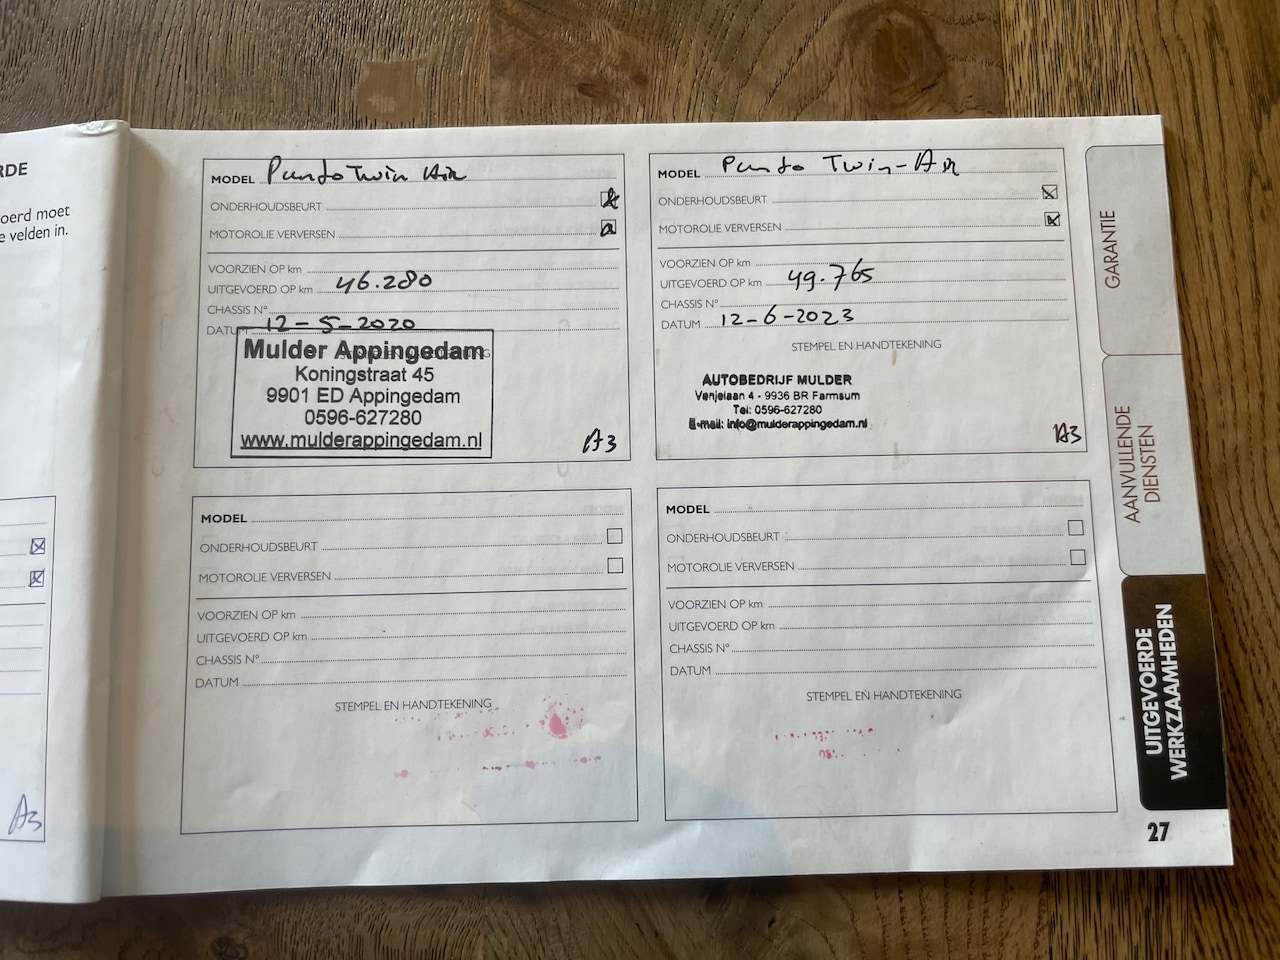 RDE
oerd moet
e velden in.
A3
MODEL Punto Twin Air
ONDERHOUDSBEURT
MOTOROLIE VERVERSEN
VOORZIEN OP km
UITGEVOERD OP km 46.280
CHASSIS N°
DATUM 12-5-2020
Mulder Appingedam
Koningstraat 45
9901 ED Appingedam
0596-627280
www.mulderappingedam.nl
A3
MODEL Punto Twin-Air
ONDERHOUDSBEURT
MOTOROLIE VERVERSEN
VOORZIEN OP km
UITGEVOERD OP km 49.765
CHASSIS N°
DATUM 12-6-2023
STEMPEL EN HANDTEKENING
AUTOBEDRIJF MULDER
Venjelaan 4 - 9936 BR Farmsum
Tel: 0596-627280
E-mail: info@mulderappingedam.nl
A3
MODEL
ONDERHOUDSBEURT
MOTOROLIE VERVERSEN
VOORZIEN OP km
UITGEVOERD OP km
CHASSIS N°
DATUM
STEMPEL EN HANDTEKENING
MODEL
ONDERHOUDSBEURT
MOTOROLIE VERVERSEN
VOORZIEN OP km
UITGEVOERD OP km
CHASSIS N°
DATUM
STEMPEL EN HANDTEKENING
GARANTIE
AANVULLENDE
DIENSTEN
UITGEVOERDE
WERKZAAMHEDEN
27